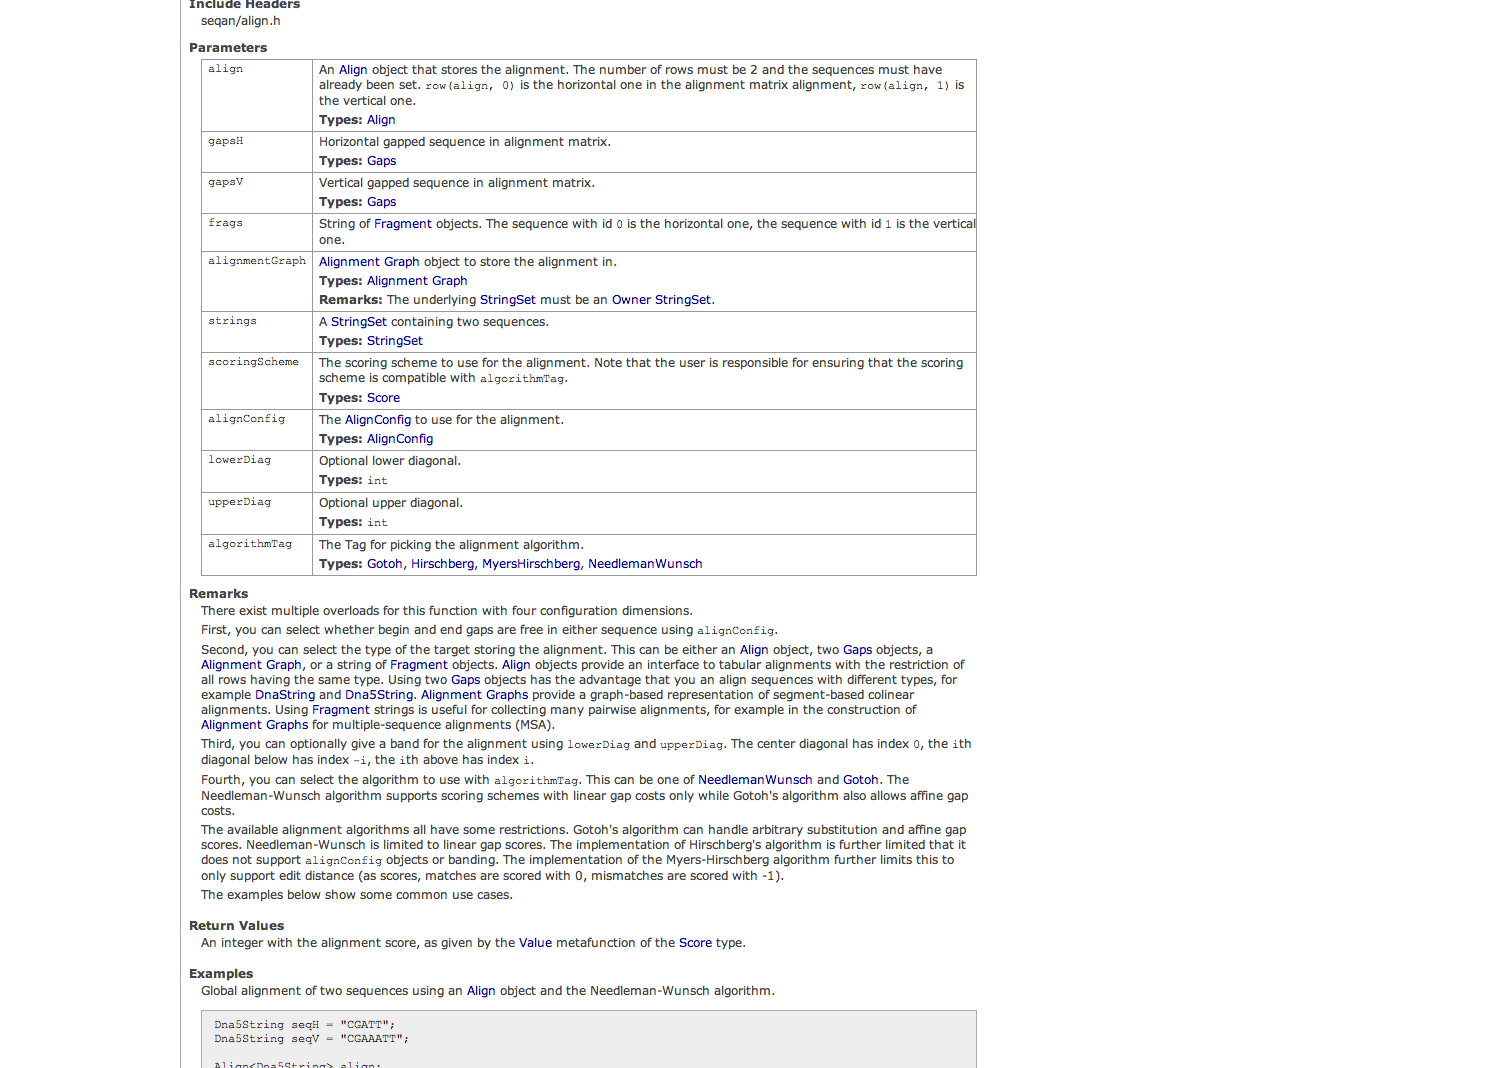 Include Headers
seqan/align.h
Parameters
align
An Align object that stores the alignment. The number of rows must be 2 and the sequences must have
already been set. row(align, 0) is the horizontal one in the alignment matrix alignment, row(align, 1) is
the vertical one.
Types: Align
gapsH
Horizontal gapped sequence in alignment matrix.
Types: Gaps
gapsV
Vertical gapped sequence in alignment matrix.
Types: Gaps
frags
String of Fragment objects. The sequence with id 0 is the horizontal one, the sequence with id 1 is the vertical
one.
alignmentGraph
Alignment Graph object to store the alignment in.
Types: Alignment Graph
Remarks: The underlying StringSet must be an Owner StringSet.
strings
A StringSet containing two sequences.
Types: StringSet
scoringScheme
The scoring scheme to use for the alignment. Note that the user is responsible for ensuring that the scoring
scheme is compatible with algorithmTag.
Types: Score
alignConfig
The AlignConfig to use for the alignment.
Types: AlignConfig
lowerDiag
Optional lower diagonal.
Types: int
upperDiag
Optional upper diagonal.
Types: int
algorithmTag
The Tag for picking the alignment algorithm.
Types: Gotoh, Hirschberg, MyersHirschberg, NeedlemanWunsch
Remarks
There exist multiple overloads for this function with four configuration dimensions.
First, you can select whether begin and end gaps are free in either sequence using alignConfig.
Second, you can select the type of the target storing the alignment. This can be either an Align object, two Gaps objects, a
Alignment Graph, or a string of Fragment objects. Align objects provide an interface to tabular alignments with the restriction of
all rows having the same type. Using two Gaps objects has the advantage that you an align sequences with different types, for
example DnaString and Dna5String. Alignment Graphs provide a graph-based representation of segment-based colinear
alignments. Using Fragment strings is useful for collecting many pairwise alignments, for example in the construction of
Alignment Graphs for multiple-sequence alignments (MSA).
Third, you can optionally give a band for the alignment using lowerDiag and upperDiag. The center diagonal has index 0, the ith
diagonal below has index -i, the ith above has index i.
Fourth, you can select the algorithm to use with algorithmTag. This can be one of NeedlemanWunsch and Gotoh. The
Needleman-Wunsch algorithm supports scoring schemes with linear gap costs only while Gotoh's algorithm also allows affine gap
costs.
The available alignment algorithms all have some restrictions. Gotoh's algorithm can handle arbitrary substitution and affine gap
scores. Needleman-Wunsch is limited to linear gap scores. The implementation of Hirschberg's algorithm is further limited that it
does not support alignConfig objects or banding. The implementation of the Myers-Hirschberg algorithm further limits this to
only support edit distance (as scores, matches are scored with 0, mismatches are scored with -1).
The examples below show some common use cases.
Return Values
An integer with the alignment score, as given by the Value metafunction of the Score type.
Examples
Global alignment of two sequences using an Align object and the Needleman-Wunsch algorithm.
Dna5String seqH = "CGATT";
Dna5String seqV = "CGAAATT";
Align<Dna5String> align;